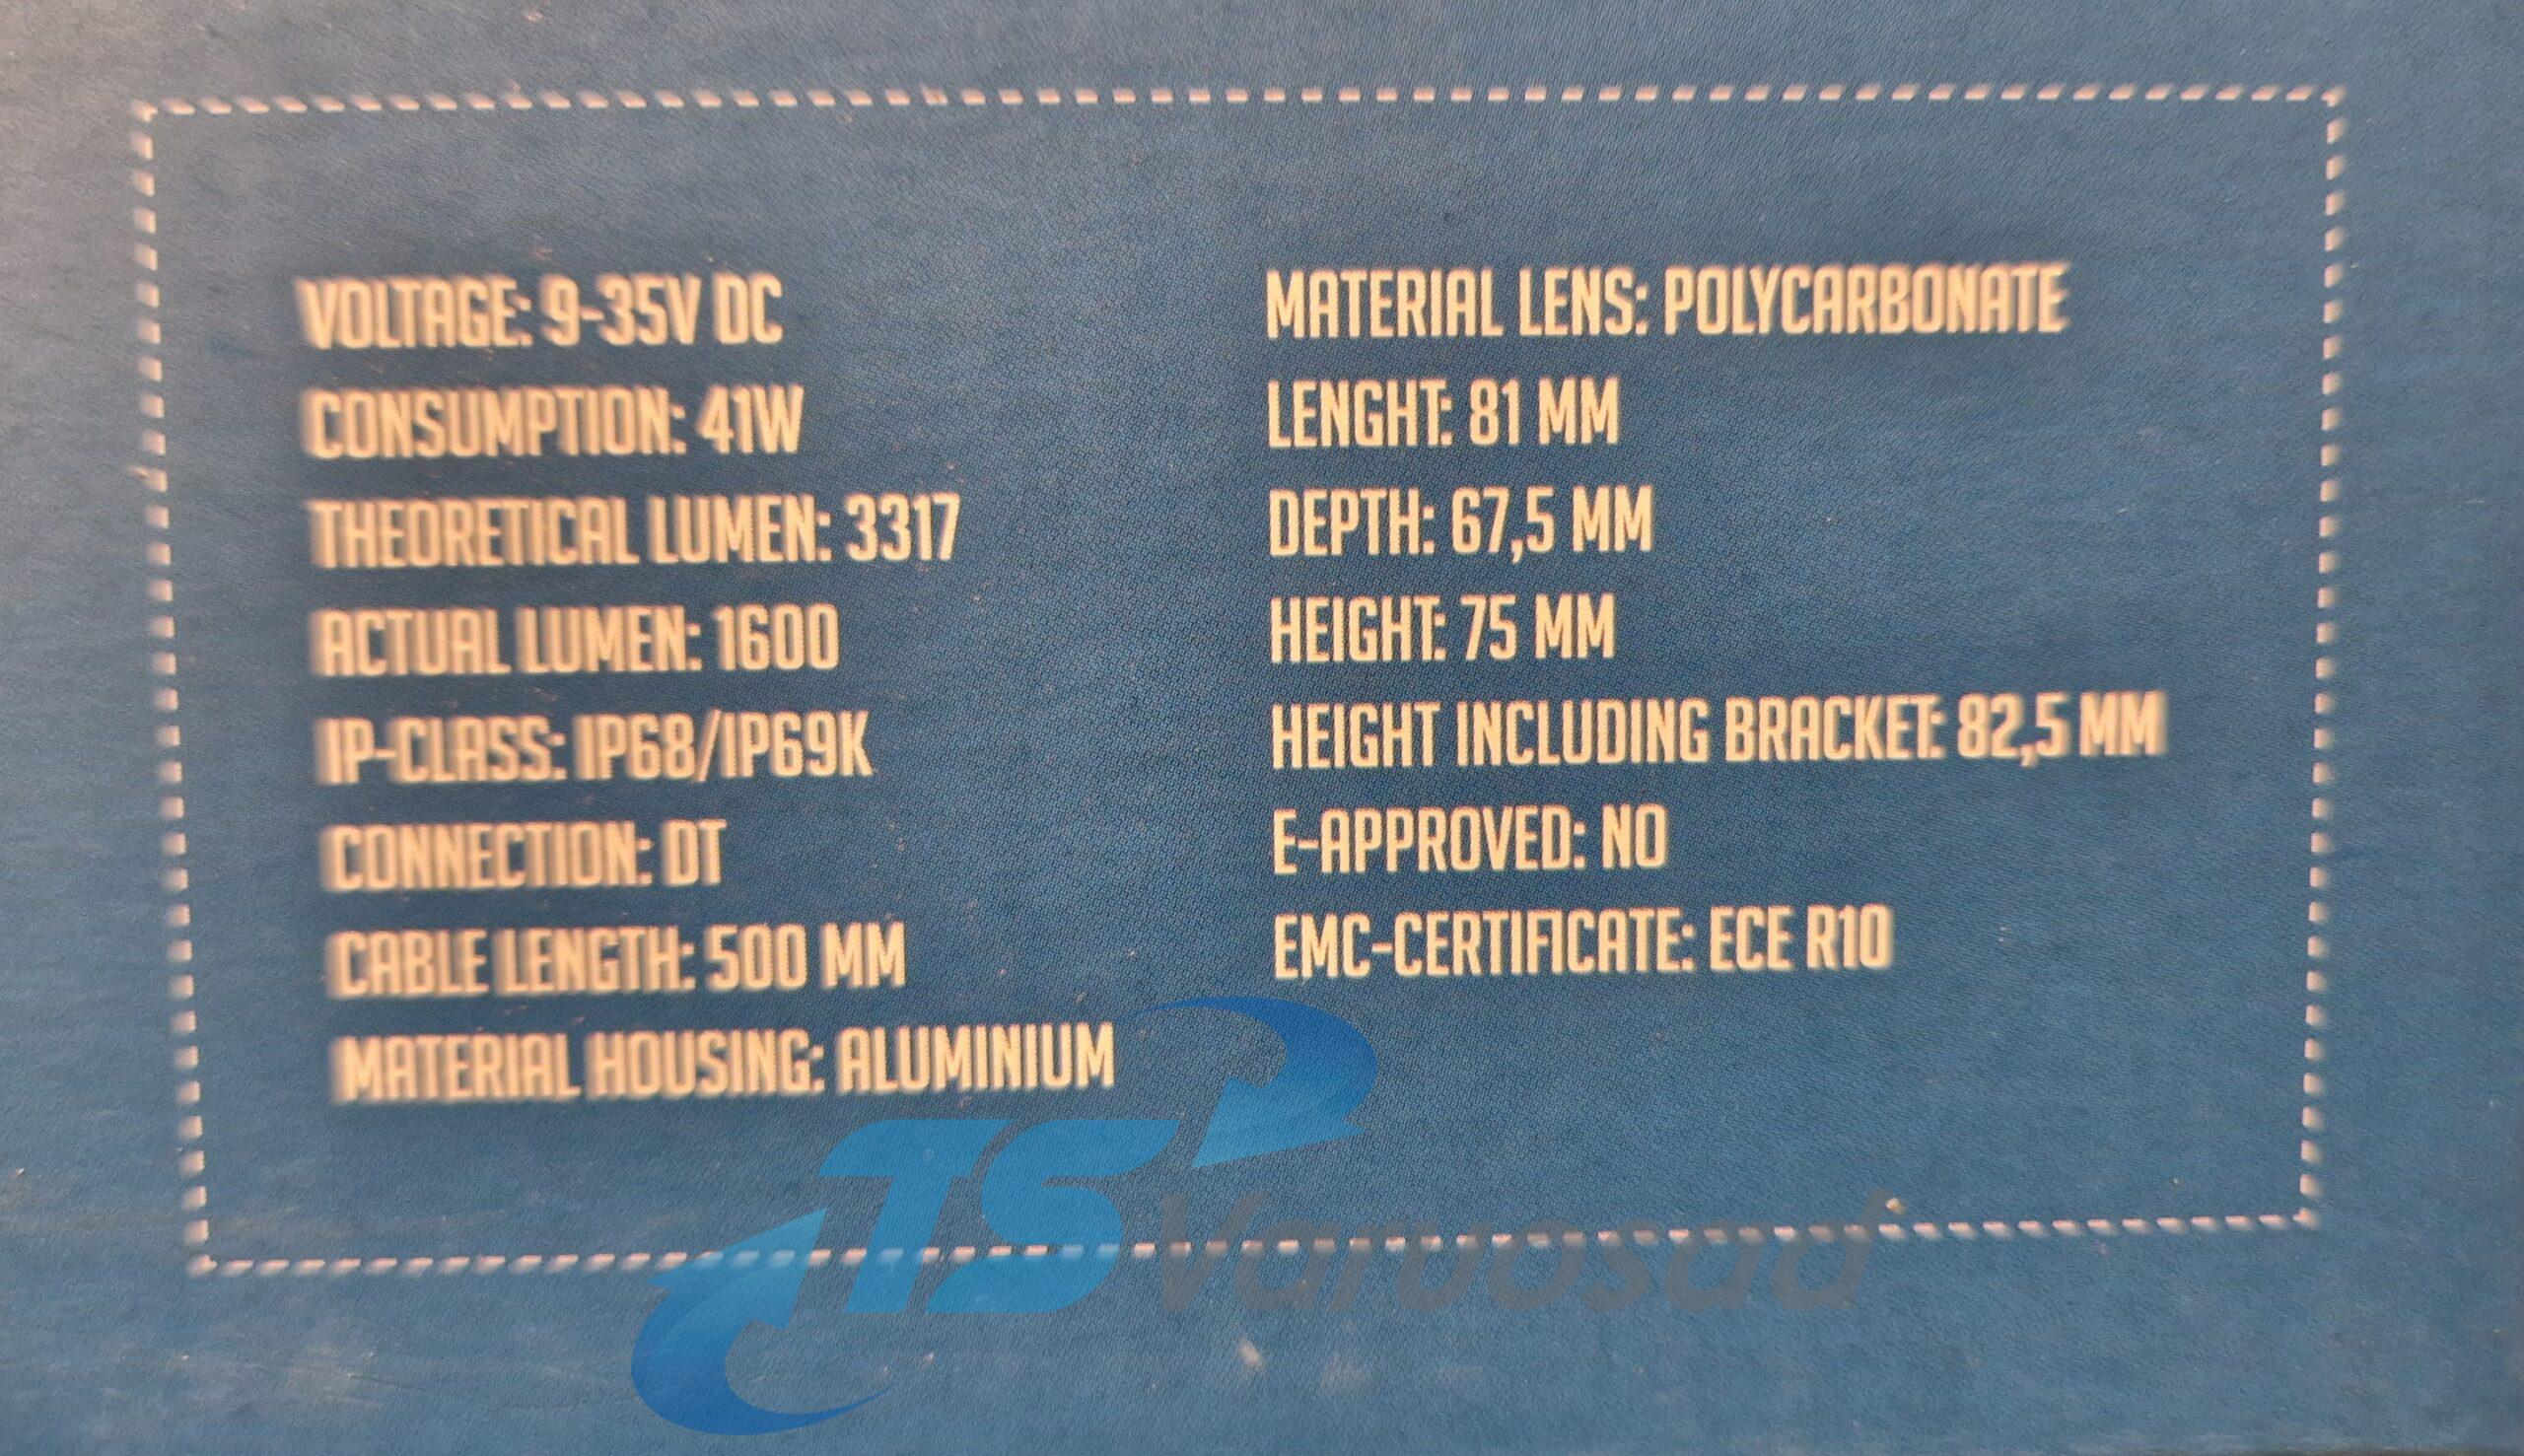 VOLTAGE: 9-35V DC
CONSUMPTION: 41W
THEORETICAL LUMEN: 3317
ACTUAL LUMEN: 1600
IP-CLASS: IP68/IP69K
CONNECTION: DT
CABLE LENGTH: 500 MM
MATERIAL HOUSING: ALUMINIUM
MATERIAL LENS: POLYCARBONATE
LENGHT: 81 MM
DEPTH: 67,5 MM
HEIGHT: 75 MM
HEIGHT INCLUDING BRACKET: 82,5 MM
E-APPROVED: NO
EMC-CERTIFICATE: ECE R10
TS Varuosad